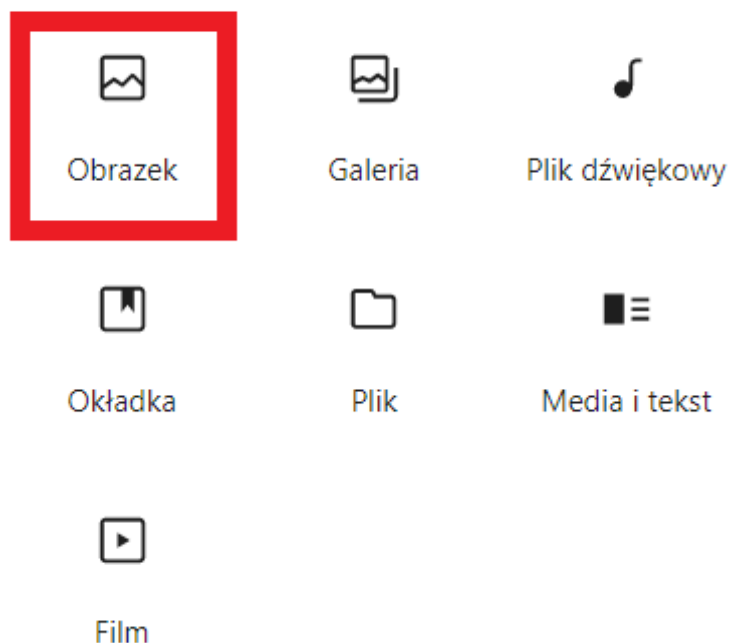 Obrazek
Galeria
Plik dźwiękowy
Okładka
Plik
Media i tekst
Film